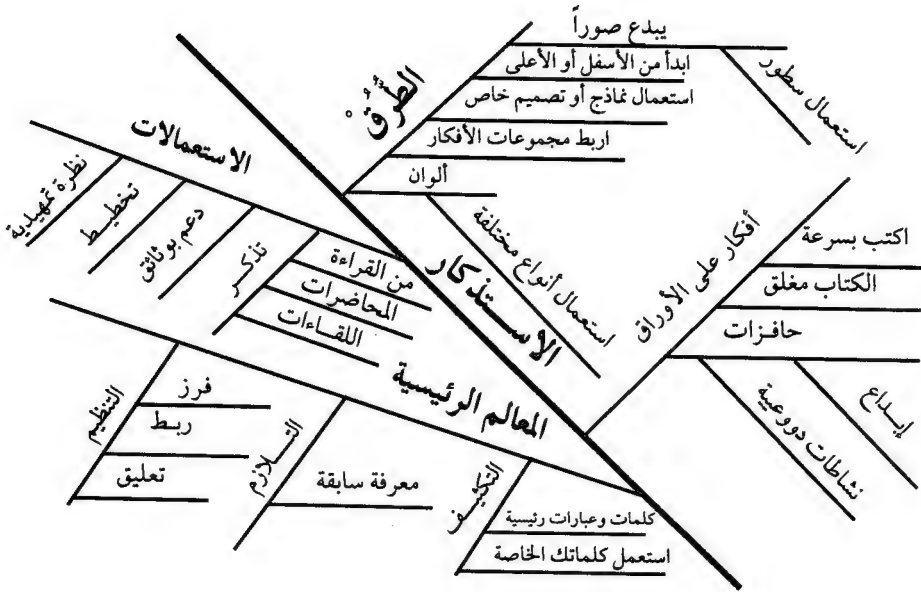 الاستذكار
الطُّرُقْ
يبدع صوراً
استعمال سطور
ابدأ من الأسفل أو الأعلى
استعمال نماذج أو تصميم خاص
اربط مجموعات الأفكار
ألوان
استعمال أنواع مختلفة
أفكار على الأوراق
اكتب بسرعة
الكتاب مغلق
حافزات
إبداع
نشاطات دووعيية
الاستعمالات
نظرة تمهيدية
تخطيط
دعم بوثائق
تذكر
من القراءة
المحاضرات
اللقاءات
المعالم الرئيسية
التنظيم
فرز
ربط
تعليق
التلازم
معرفة سابقة
التكثيف
كلمات وعبارات رئيسية
استعمل كلماتك الخاصة